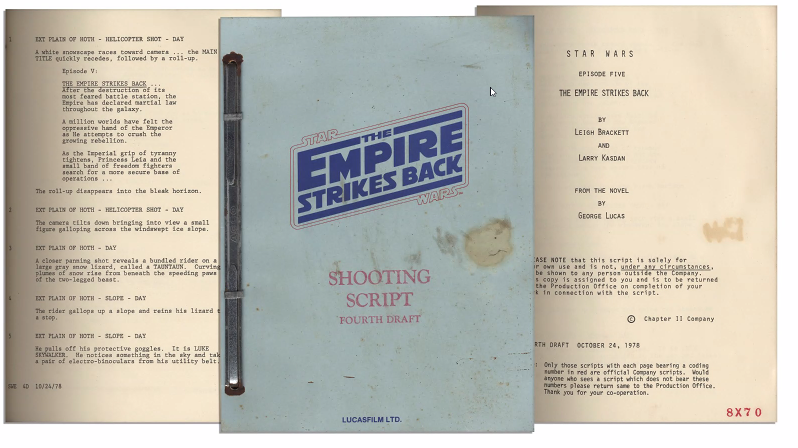 1 EXT PLAIN OF HOTH - HELICOPTER SHOT - DAY
A white snowscape races toward camera ... the MAIN
TITLE quickly recedes, followed by a roll-up.
Episode V:
THE EMPIRE STRIKES BACK ...
After the destruction of its
most feared battle station, the
Empire has declared martial law
throughout the galaxy.
A million worlds have felt the
oppressive hand of the Emperor
as He attempts to crush the
growing rebellion.
As the Imperial grip of tyranny
tightens, Princess Leia and the
small band of freedom fighters
search for a more secure base of
operations ...
The roll-up disappears into the bleak horizon.
2 EXT PLAIN OF HOTH - HELICOPTER SHOT - DAY
The camera tilts down bringing into view a small
figure galloping across the windswept ice slope.
3 EXT PLAIN OF HOTH - DAY
A closer panning shot reveals a bundled rider on a
large gray snow lizard, called a TAUNTAUN. Curving
plumes of snow rise from beneath the speeding paws
of the two-legged beast.
4 EXT PLAIN OF HOTH - SLOPE - DAY
The rider gallops up a slope and reins his lizard t
a stop.
5 EXT PLAIN OF HOTH - SLOPE - DAY
He pulls off his protective goggles. It is LUKE
SKYWALKER. He notices something in the sky and tak
a pair of electro-binoculars from his utility belt.
4D 10/24/78
STAR
THE
EMPIRE
STRIKES BACK
WARS
SHOOTING
SCRIPT
FOURTH DRAFT
LUCASFILM LTD.
STAR WARS
EPISODE FIVE
THE EMPIRE STRIKES BACK
BY
LEIGH BRACKETT
AND
LARRY KASDAN
FROM THE NOVEL
BY
GEORGE LUCAS
ASE NOTE that this script is solely for
r own use and is not, under any circumstances,
be shown to any person outside the Company.
s copy is assigned to you and is to be returned
the Production Office on completion of your
k in connection with the script.
© Chapter II Company
RTH DRAFT OCTOBER 24, 1978
: Only those scripts with each page bearing a coding
number in red are official Company scripts. Would
anyone who sees a script which does not bear these
numbers please return same to the Production Office.
Thank you for your co-operation.
8X70